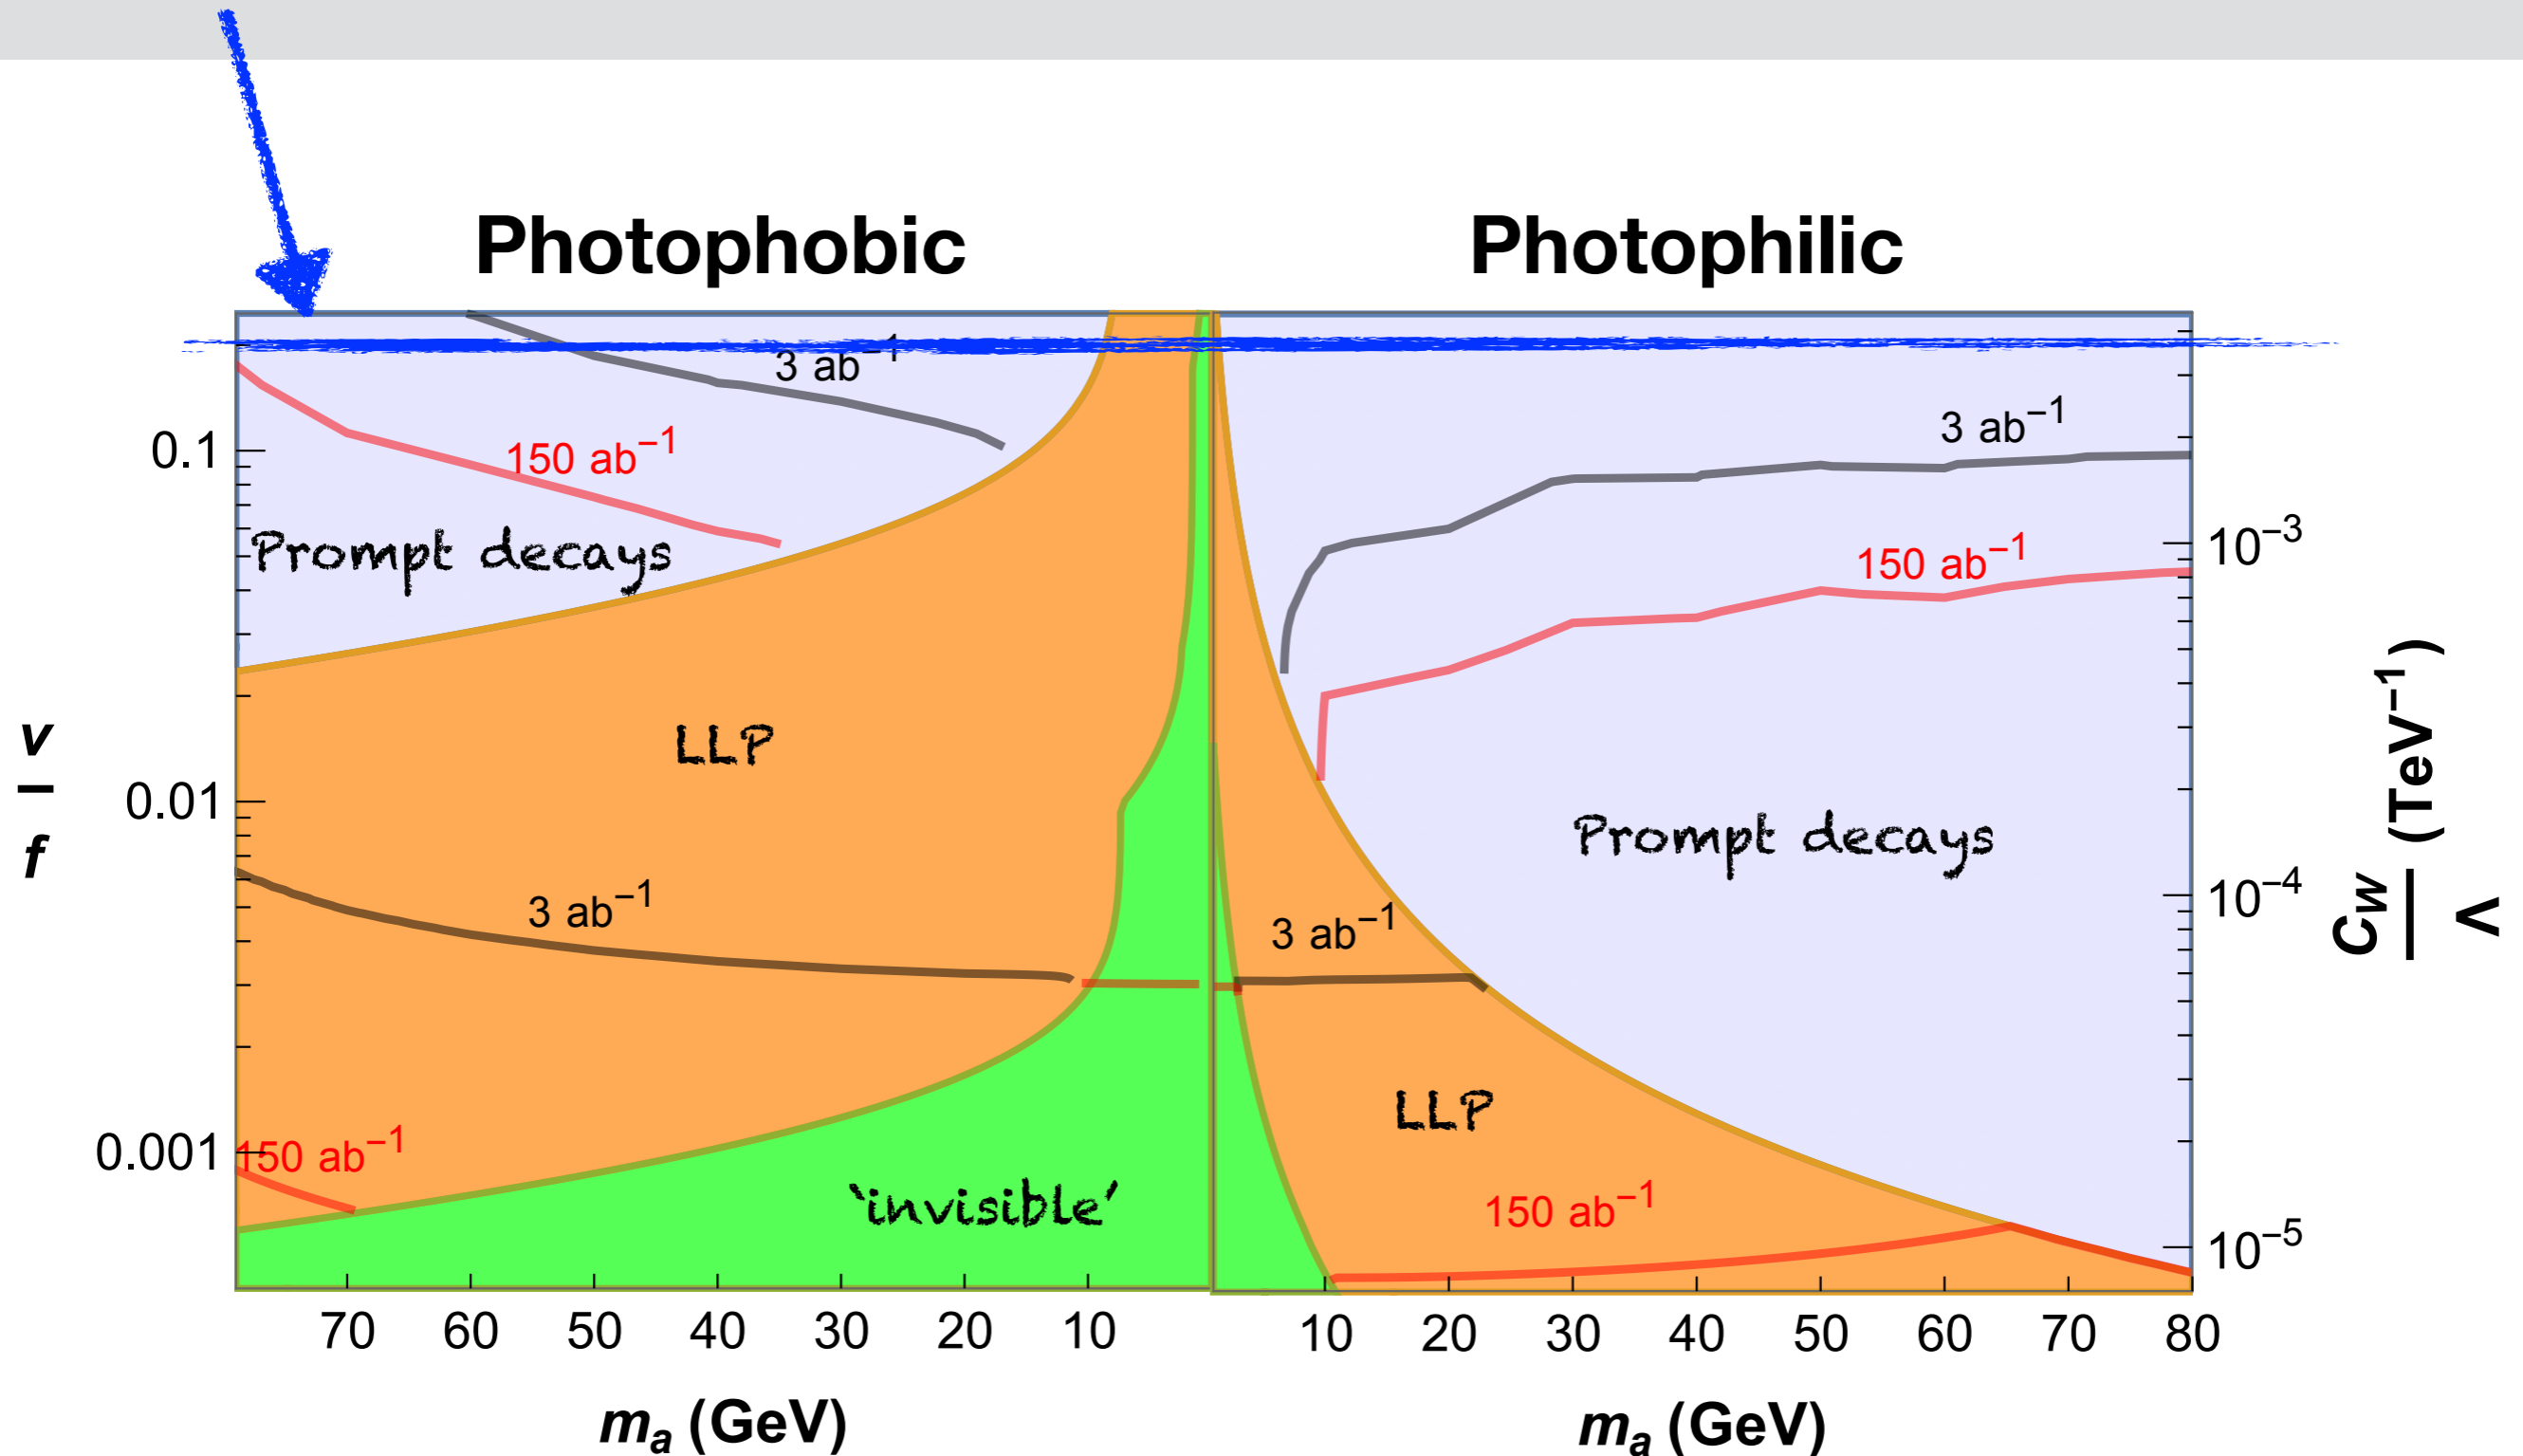 Photophobic
Photophilic
3 ab⁻¹
3 ab⁻¹
0.1
150 ab⁻¹
10⁻³
150 ab⁻¹
Prompt decays
v
f
LLP
0.01
Prompt decays
10⁻⁴
C_W
Λ
(TeV⁻¹)
3 ab⁻¹
3 ab⁻¹
LLP
0.001
150 ab⁻¹
'invisible'
150 ab⁻¹
10⁻⁵
70 60 50 40 30 20 10
10 20 30 40 50 60 70 80
mₐ (GeV)
mₐ (GeV)